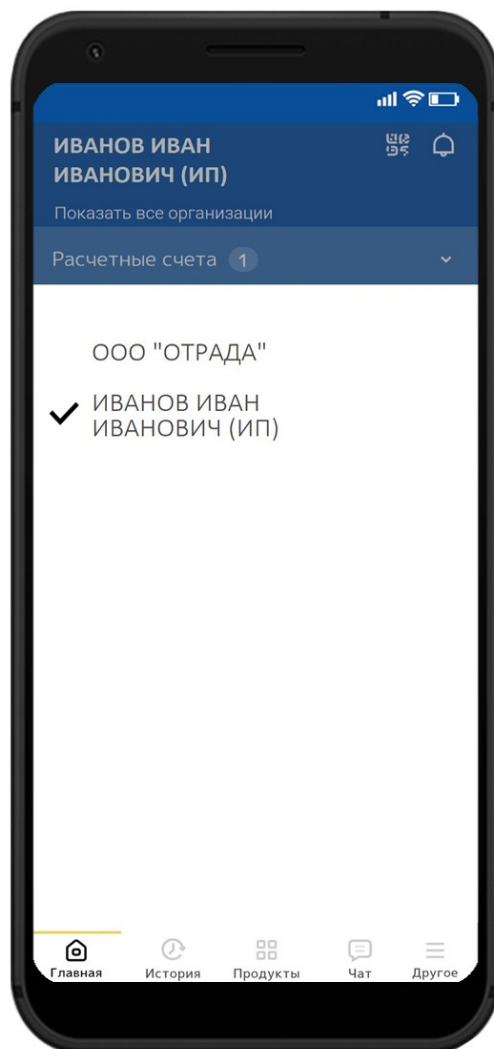 ИВАНОВ ИВАН
ИВАНОВИЧ (ИП)
Показать все организации
Расчетные счета 1
ООО "ОТРАДА"
ИВАНОВ ИВАН
ИВАНОВИЧ (ИП)
Главная История Продукты Чат Другое